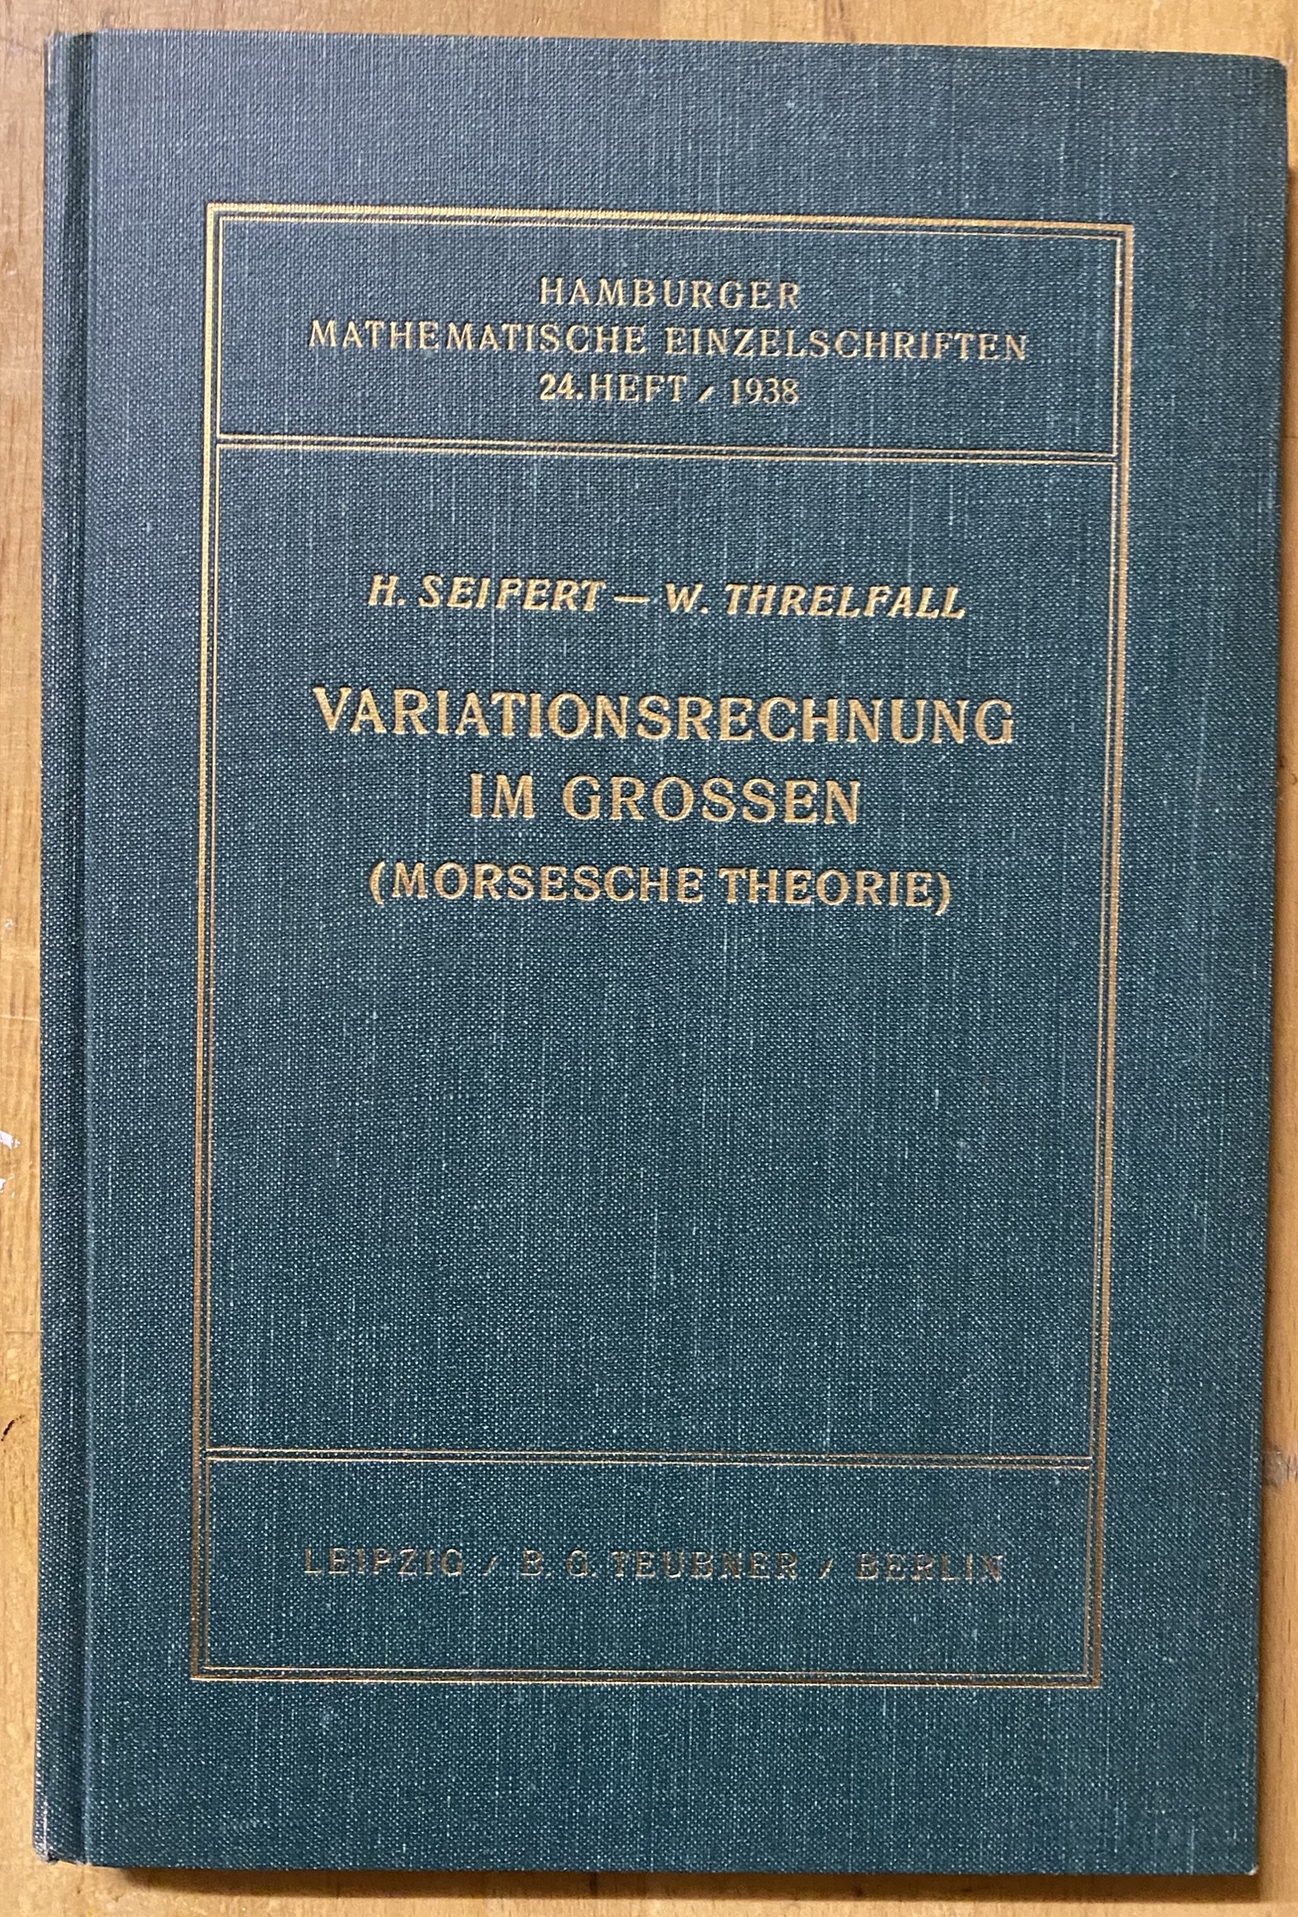 HAMBURGER
MATHEMATISCHE EINZELSCHRIFTEN
24. HEFT / 1938
H. SEIFERT — W. THRELFALL
VARIATIONSRECHNUNG
IM GROSSEN
(MORSESCHE THEORIE)
LEIPZIG / B. G. TEUBNER / BERLIN